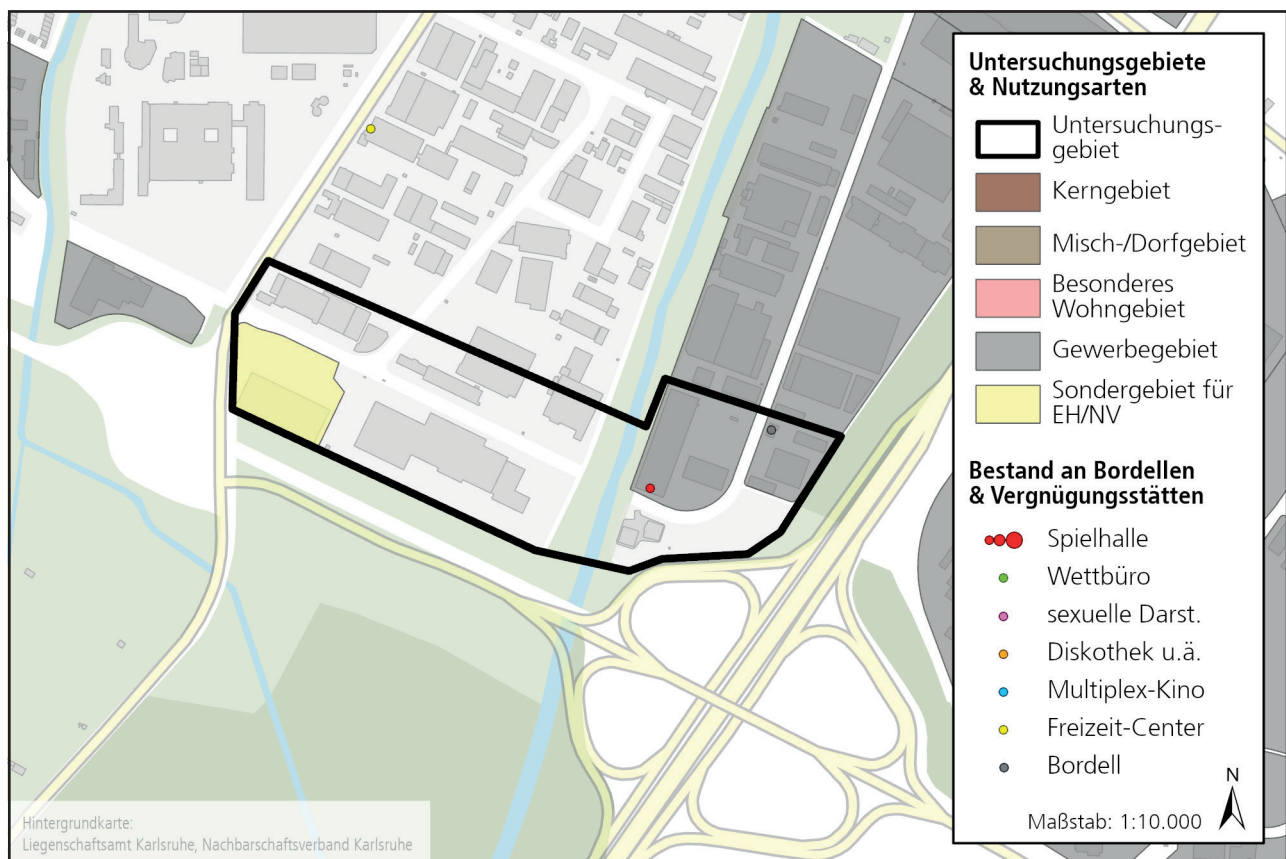 Untersuchungsgebiete
& Nutzungsarten
Untersuchungs-
gebiet
Kerngebiet
Misch-/Dorfgebiet
Besonderes
Wohngebiet
Gewerbegebiet
Sondergebiet für
EH/NV
Bestand an Bordellen
& Vergnügungsstätten
Spielhalle
Wettbüro
sexuelle Darst.
Diskothek u.ä.
Multiplex-Kino
Freizeit-Center
Bordell
N
Maßstab: 1:10.000
Hintergrundkarte:
Liegenschaftsamt Karlsruhe, Nachbarschaftsverband Karlsruhe